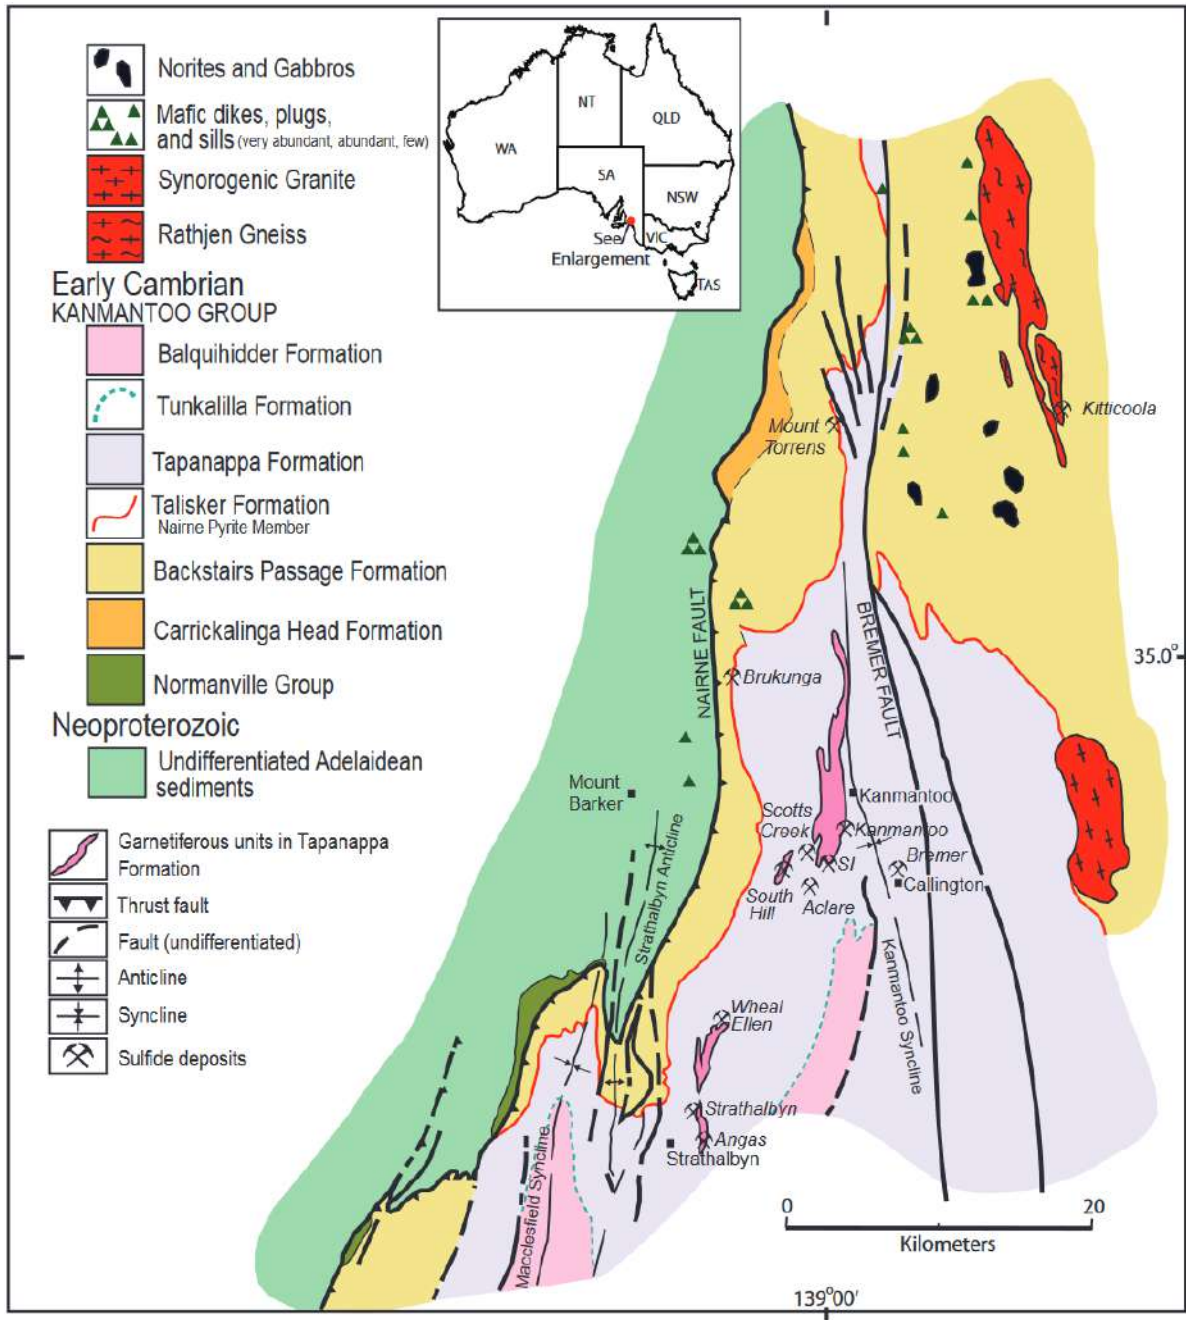 Norites and Gabbros
Mafic dikes, plugs,
and sills (very abundant, abundant, few)
Synorogenic Granite
Rathjen Gneiss
Early Cambrian
KANMANTOO GROUP
Balquihidder Formation
Tunkalilla Formation
Tapanappa Formation
Talisker Formation
Nairne Pyrite Member
Backstairs Passage Formation
Carrickalinga Head Formation
Normanville Group
Neoproterozoic
Undifferentiated Adelaidean
sediments
Garnetiferous units in Tapanappa
Formation
Thrust fault
Fault (undifferentiated)
Anticline
Syncline
Sulfide deposits
WA
NT
QLD
SA
NSW
VIC
TAS
See
Enlargement
Kitticoola
Mount
Torrens
NAIRNE FAULT
BREMER FAULT
35.0°
Brukunga
Mount
Barker
Strathalbyn Anticline
Kanmantoo
Scotts
Creek
Kanmantoo
SI
Bremer
Callington
South
Hill
Aclare
Kanmantoo Syncline
Wheal
Ellen
Strathalbyn
Angas
Strathalbyn
Macclesfield Syncline
0
20
Kilometers
139°00'